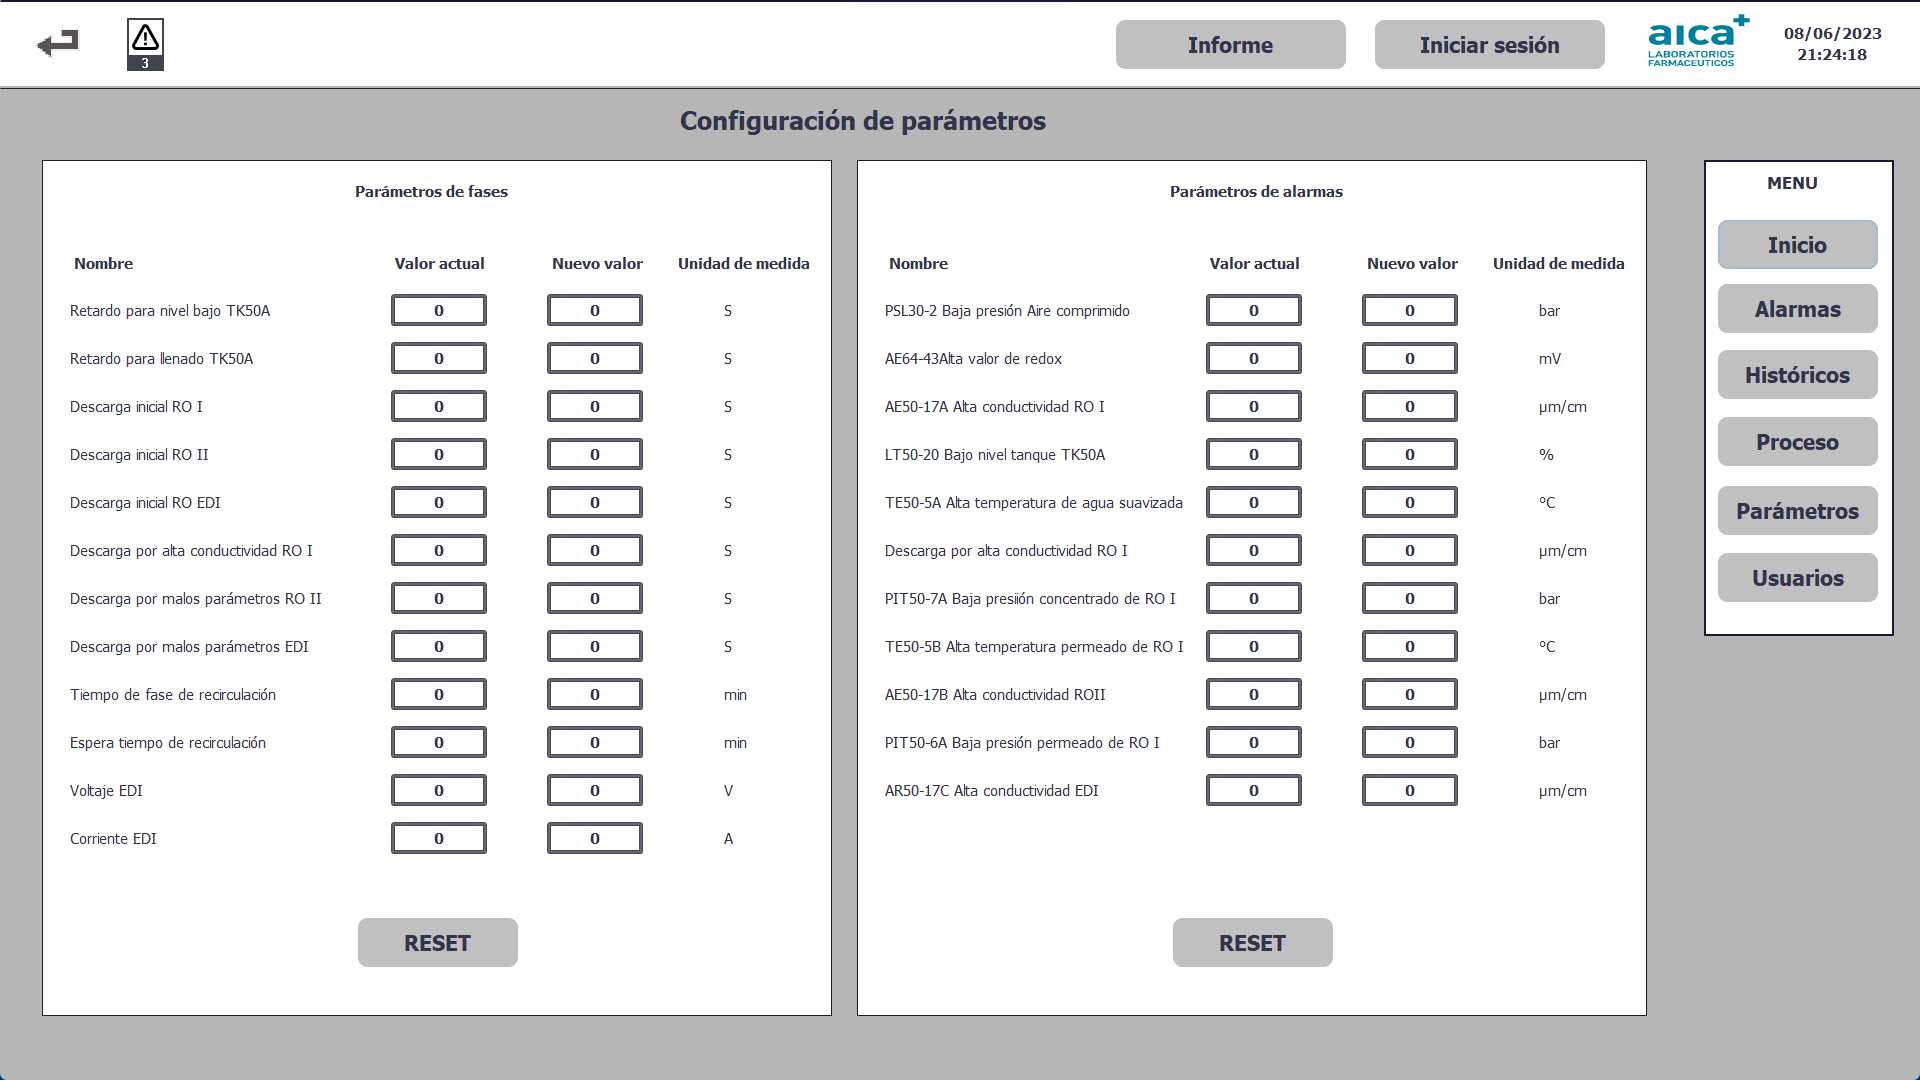 3
Informe
Iniciar sesión
aica+
LABORATORIOS
FARMACEUTICOS
08/06/2023
21:24:18
Configuración de parámetros
Parámetros de fases
Nombre Valor actual Nuevo valor Unidad de medida
Retardo para nivel bajo TK50A 0 0 S
Retardo para llenado TK50A 0 0 S
Descarga inicial RO I 0 0 S
Descarga inicial RO II 0 0 S
Descarga inicial RO EDI 0 0 S
Descarga por alta conductividad RO I 0 0 S
Descarga por malos parámetros RO II 0 0 S
Descarga por malos parámetros EDI 0 0 S
Tiempo de fase de recirculación 0 0 min
Espera tiempo de recirculación 0 0 min
Voltaje EDI 0 0 V
Corriente EDI 0 0 A
RESET
Parámetros de alarmas
Nombre Valor actual Nuevo valor Unidad de medida
PSL30-2 Baja presión Aire comprimido 0 0 bar
AE64-43Alta valor de redox 0 0 mV
AE50-17A Alta conductividad RO I 0 0 µm/cm
LT50-20 Bajo nivel tanque TK50A 0 0 %
TE50-5A Alta temperatura de agua suavizada 0 0 ºC
Descarga por alta conductividad RO I 0 0 µm/cm
PIT50-7A Baja presiión concentrado de RO I 0 0 bar
TE50-5B Alta temperatura permeado de RO I 0 0 ºC
AE50-17B Alta conductividad ROII 0 0 µm/cm
PIT50-6A Baja presión permeado de RO I 0 0 bar
AR50-17C Alta conductividad EDI 0 0 µm/cm
RESET
MENU
Inicio
Alarmas
Históricos
Proceso
Parámetros
Usuarios